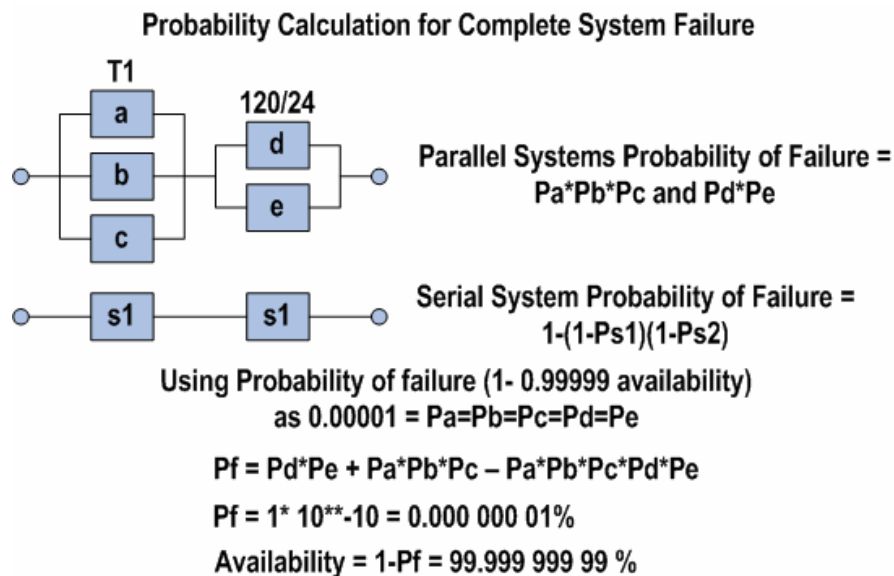 Probability Calculation for Complete System Failure
T1
a
b
c
120/24
d
e
Parallel Systems Probability of Failure =
Pa*Pb*Pc and Pd*Pe
s1
s1
Serial System Probability of Failure =
1-(1-Ps1)(1-Ps2)
Using Probability of failure (1- 0.99999 availability)
as 0.00001 = Pa=Pb=Pc=Pd=Pe
Pf = Pd*Pe + Pa*Pb*Pc – Pa*Pb*Pc*Pd*Pe
Pf = 1* 10**-10 = 0.000 000 01%
Availability = 1-Pf = 99.999 999 99 %